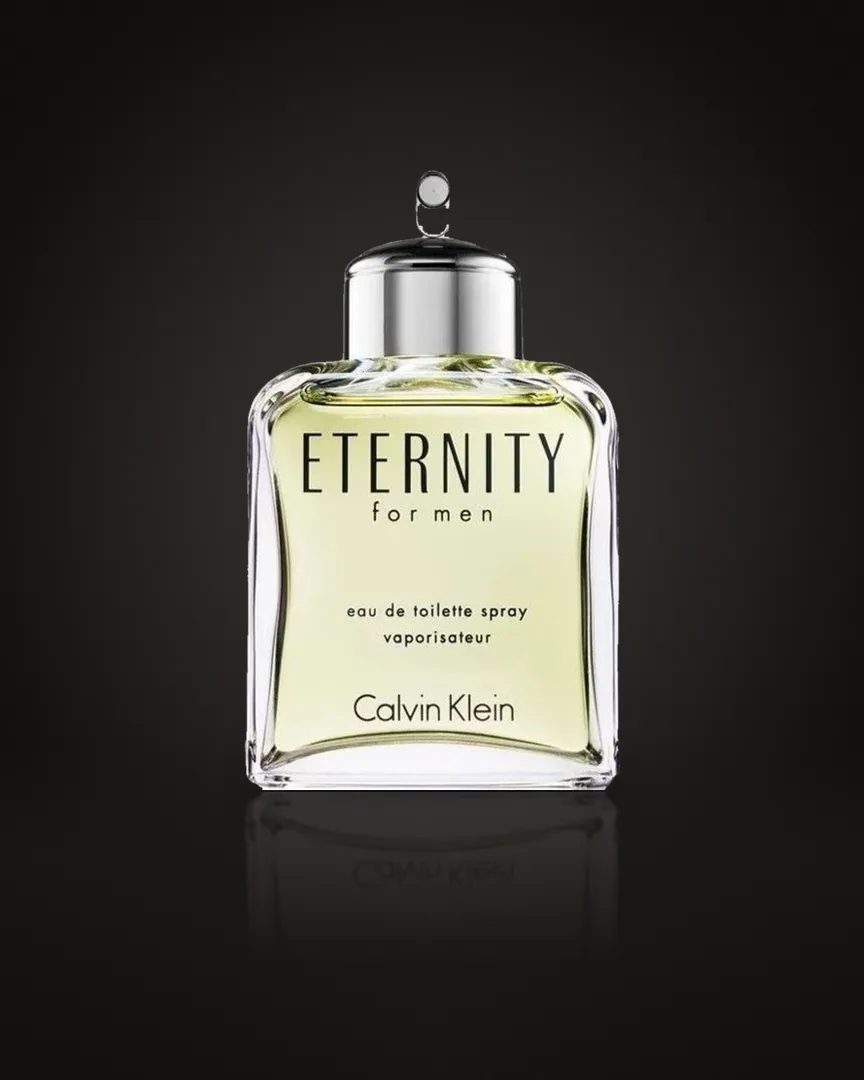 ETERNITY
for men
eau de toilette spray
vaporisateur
Calvin Klein